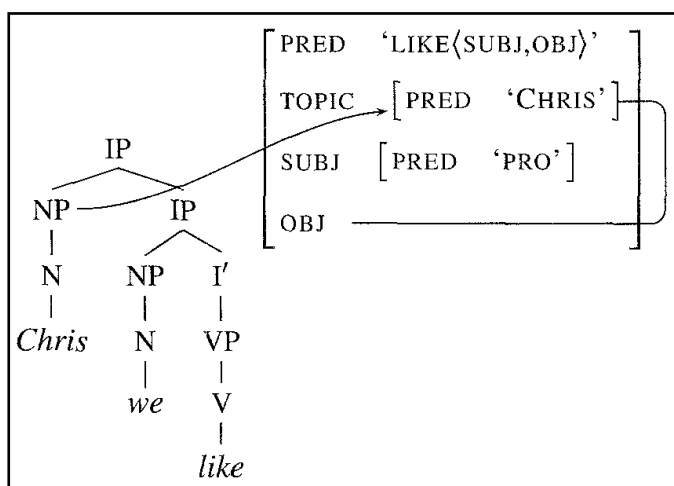 PRED ‘LIKE⟨SUBJ,OBJ⟩’
TOPIC [PRED ‘CHRIS’]
SUBJ [PRED ‘PRO’]
OBJ
IP
NP IP
N NP I′
Chris N VP
we V
like